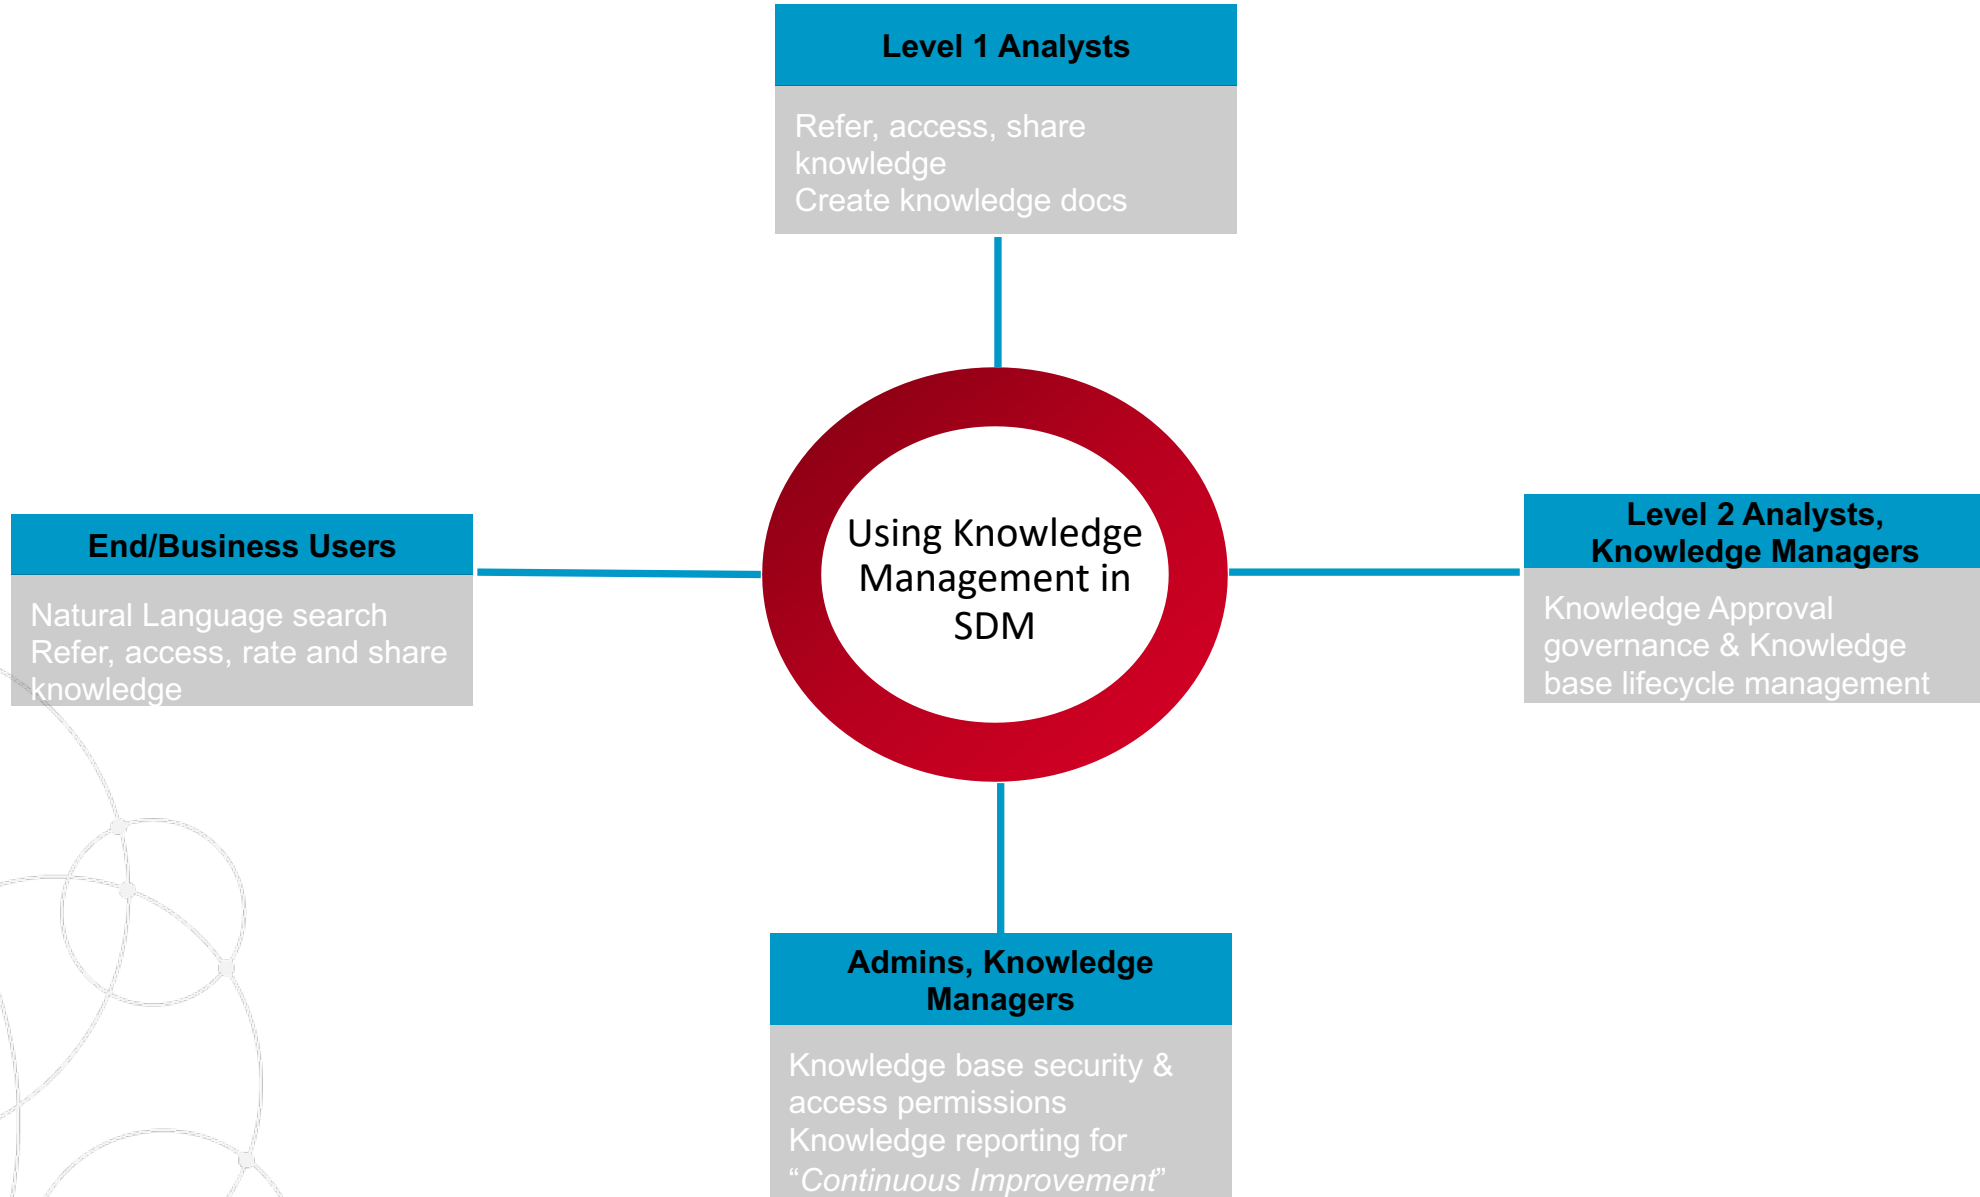 Level 1 Analysts
Refer, access, share
knowledge
Create knowledge docs
End/Business Users
Natural Language search
Refer, access, rate and share
knowledge
Using Knowledge
Management in
SDM
Level 2 Analysts,
Knowledge Managers
Knowledge Approval
governance & Knowledge
base lifecycle management
Admins, Knowledge
Managers
Knowledge base security &
access permissions
Knowledge reporting for
“Continuous Improvement”